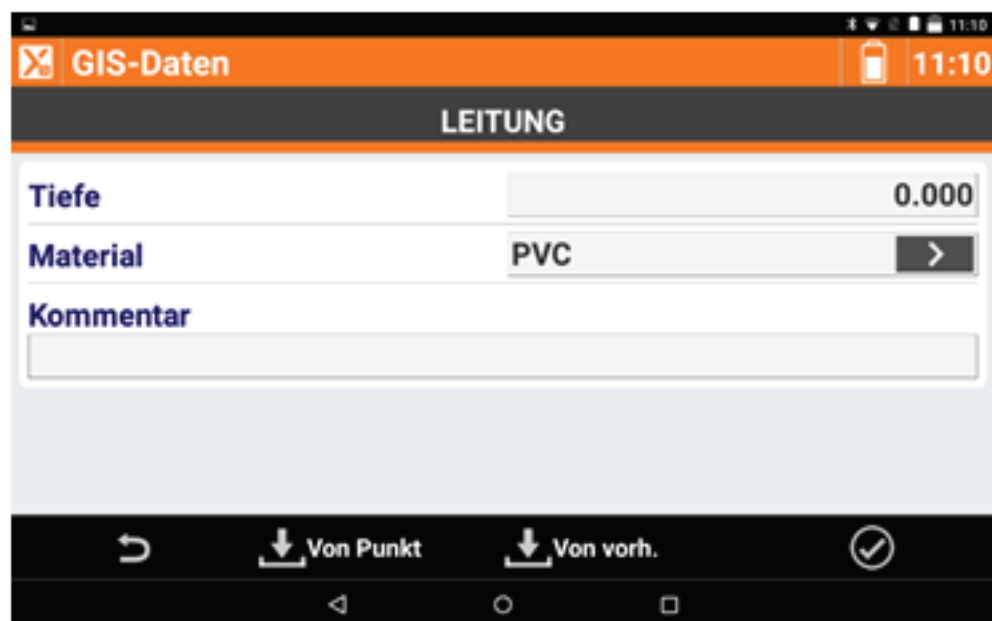 11:10
GIS-Daten 11:10
LEITUNG
Tiefe 0.000
Material PVC
Kommentar
Von Punkt Von vorh.